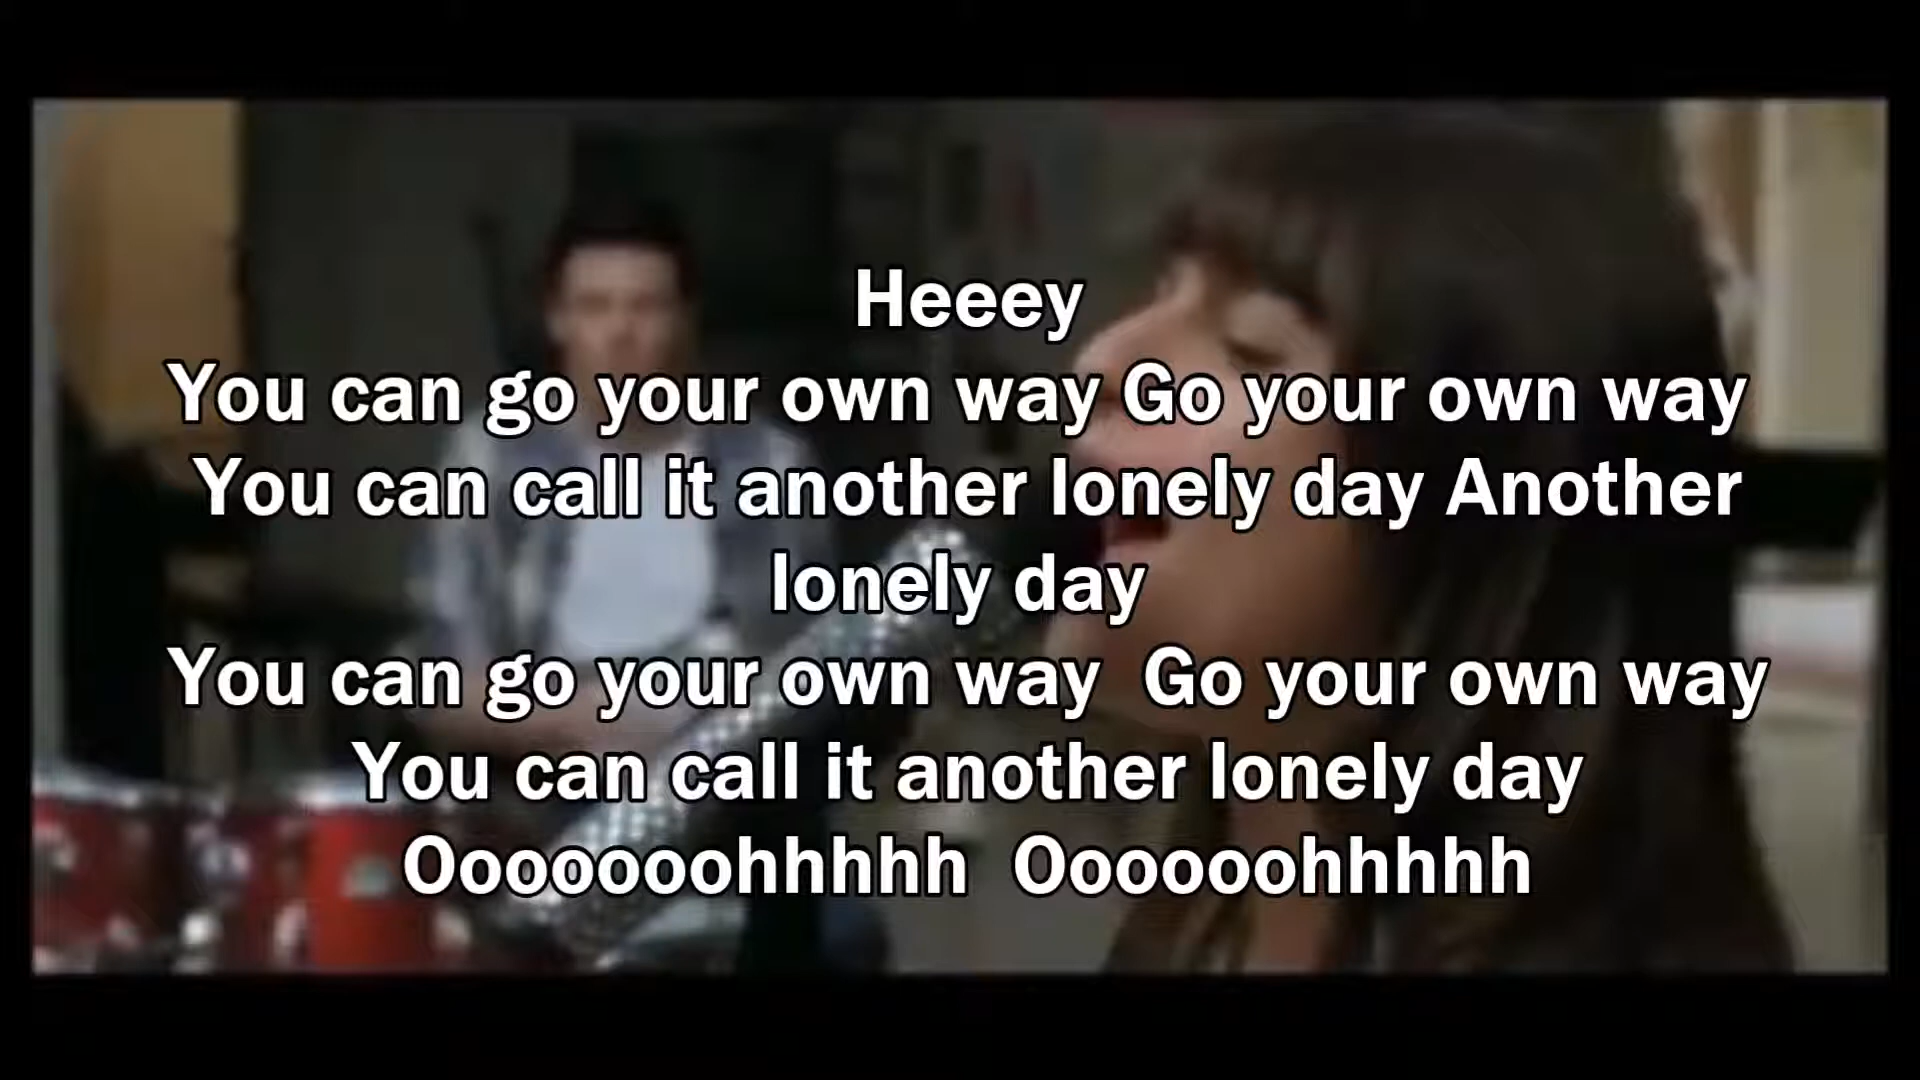 Heeey
You can go your own way Go your own way
You can call it another lonely day Another
lonely day
You can go your own way  Go your own way
You can call it another lonely day
Ooooooohhhhh  Oooooohhhhh